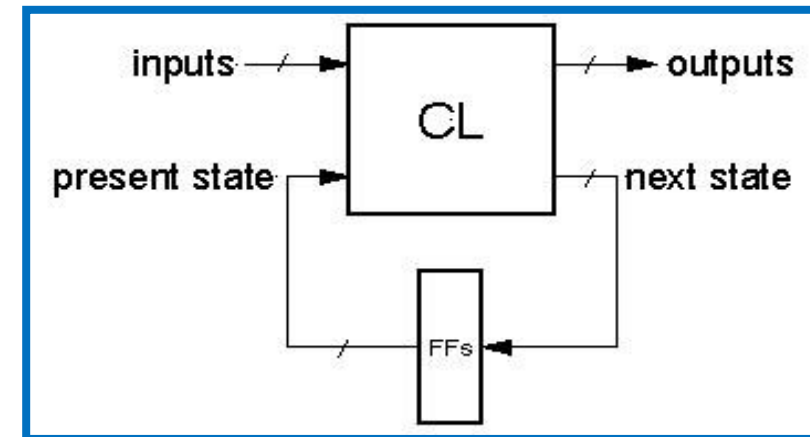 inputs
outputs
CL
present state
next state
FFs